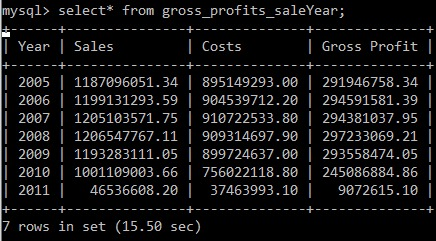 mysql> select* from gross_profits_saleYear;
+------+---------------+--------------+--------------+
| Year | Sales         | Costs        | Gross Profit |
+------+---------------+--------------+--------------+
| 2005 | 1187096051.34 | 895149293.00 | 291946758.34 |
| 2006 | 1199131293.59 | 904539712.20 | 294591581.39 |
| 2007 | 1205103571.75 | 910722533.80 | 294381037.95 |
| 2008 | 1206547767.11 | 909314697.90 | 297233069.21 |
| 2009 | 1193283111.05 | 899724637.00 | 293558474.05 |
| 2010 | 1001109003.66 | 756022118.80 | 245086884.86 |
| 2011 |   46536608.20 |  37463993.10 |   9072615.10 |
+------+---------------+--------------+--------------+
7 rows in set (15.50 sec)